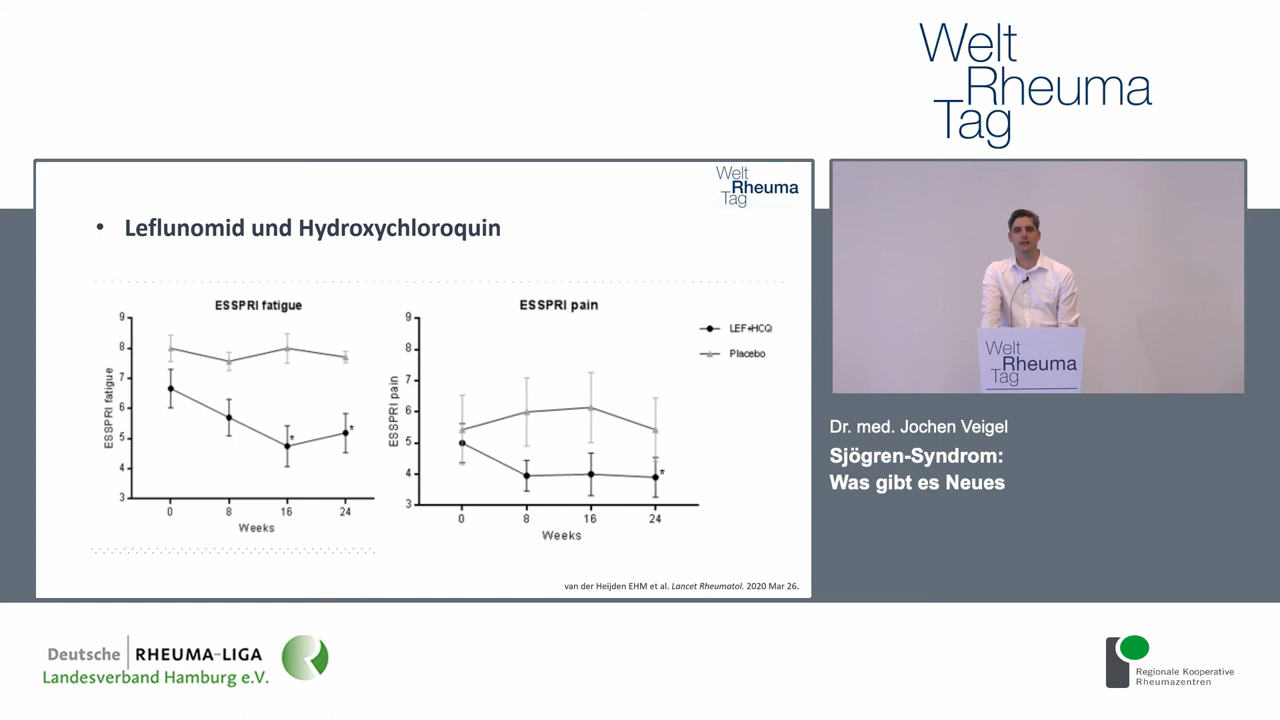 Welt
Rheuma
Tag
Welt
Rheuma
Tag
• Leflunomid und Hydroxychloroquin
ESSPRI fatigue
ESSPRI fatigue
9
8
7
6
5
4
3
*
*
0 8 16 24
Weeks
ESSPRI pain
ESSPRI pain
9
8
7
6
5
4
3
*
0 8 16 24
Weeks
LEF+HCQ
Placebo
van der Heijden EHM et al. Lancet Rheumatol. 2020 Mar 26.
Welt
Rheuma
Tag
Dr. med. Jochen Veigel
Sjögren-Syndrom:
Was gibt es Neues
Deutsche RHEUMA-LIGA
Landesverband Hamburg e.V.
Regionale Kooperative
Rheumazentren